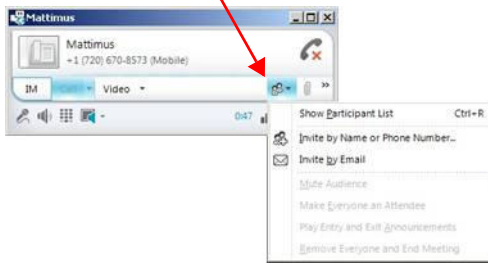 Mattimus
Mattimus
+1 (720) 670-8573 (Mobile)
IM Call Video
0:47
Show Participant List Ctrl+R
Invite by Name or Phone Number...
Invite by Email
Mute Audience
Make Everyone an Attendee
Play Entry and Exit Announcements
Remove Everyone and End Meeting